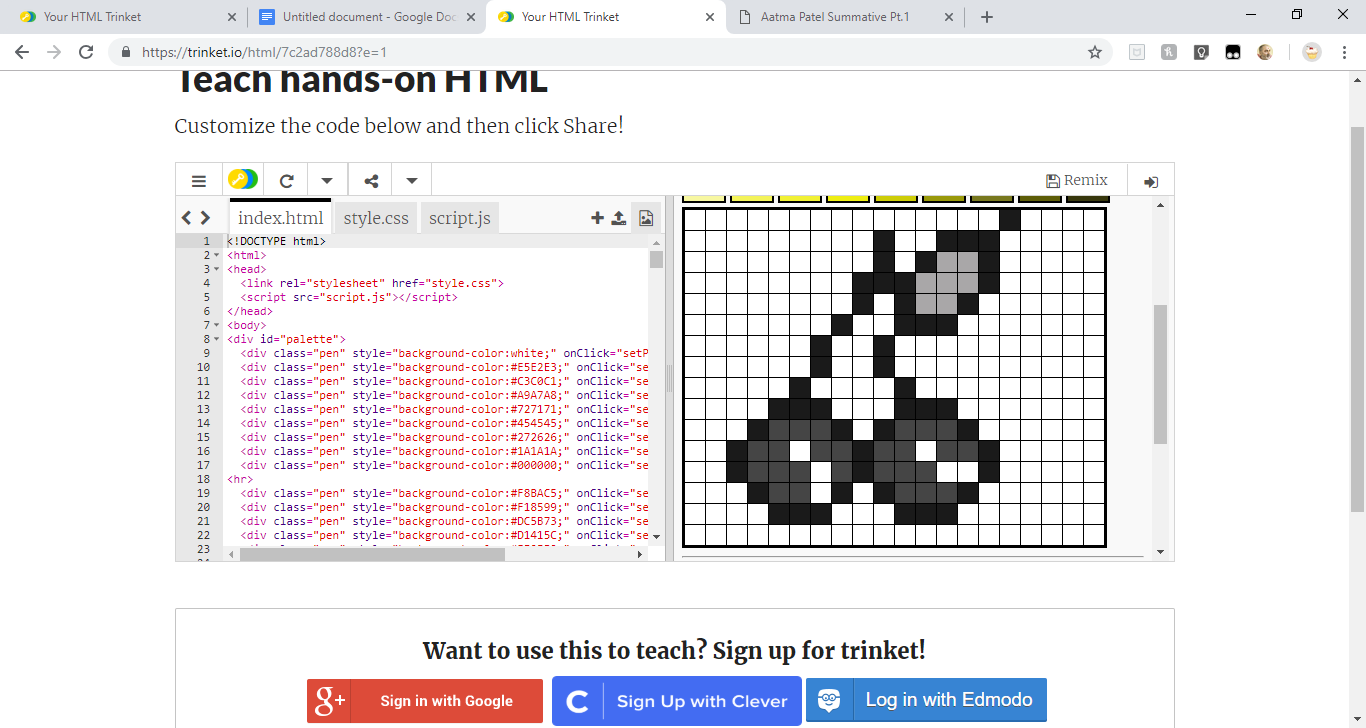 Your HTML Trinket
Untitled document - Google Doc
Your HTML Trinket
Aatma Patel Summative Pt.1
https://trinket.io/html/7c2ad788d8?e=1
Teach hands-on HTML
Customize the code below and then click Share!
Remix
index.html
style.css
script.js
1 <!DOCTYPE html>
2 <html>
3 <head>
4 <link rel="stylesheet" href="style.css">
5 <script src="script.js"></script>
6 </head>
7 <body>
8 <div id="palette">
9 <div class="pen" style="background-color:white;" onClick="setP
10 <div class="pen" style="background-color:#E5E2E3;" onClick="se
11 <div class="pen" style="background-color:#C3C0C1;" onClick="se
12 <div class="pen" style="background-color:#A9A7A8;" onClick="se
13 <div class="pen" style="background-color:#727171;" onClick="se
14 <div class="pen" style="background-color:#454545;" onClick="se
15 <div class="pen" style="background-color:#272626;" onClick="se
16 <div class="pen" style="background-color:#1A1A1A;" onClick="se
17 <div class="pen" style="background-color:#000000;" onClick="se
18 <hr>
19 <div class="pen" style="background-color:#F8BAC5;" onClick="se
20 <div class="pen" style="background-color:#F18599;" onClick="se
21 <div class="pen" style="background-color:#DC5B73;" onClick="se
22 <div class="pen" style="background-color:#D1415C;" onClick="se
23
Want to use this to teach? Sign up for trinket!
g+ Sign in with Google
C Sign Up with Clever
Log in with Edmodo